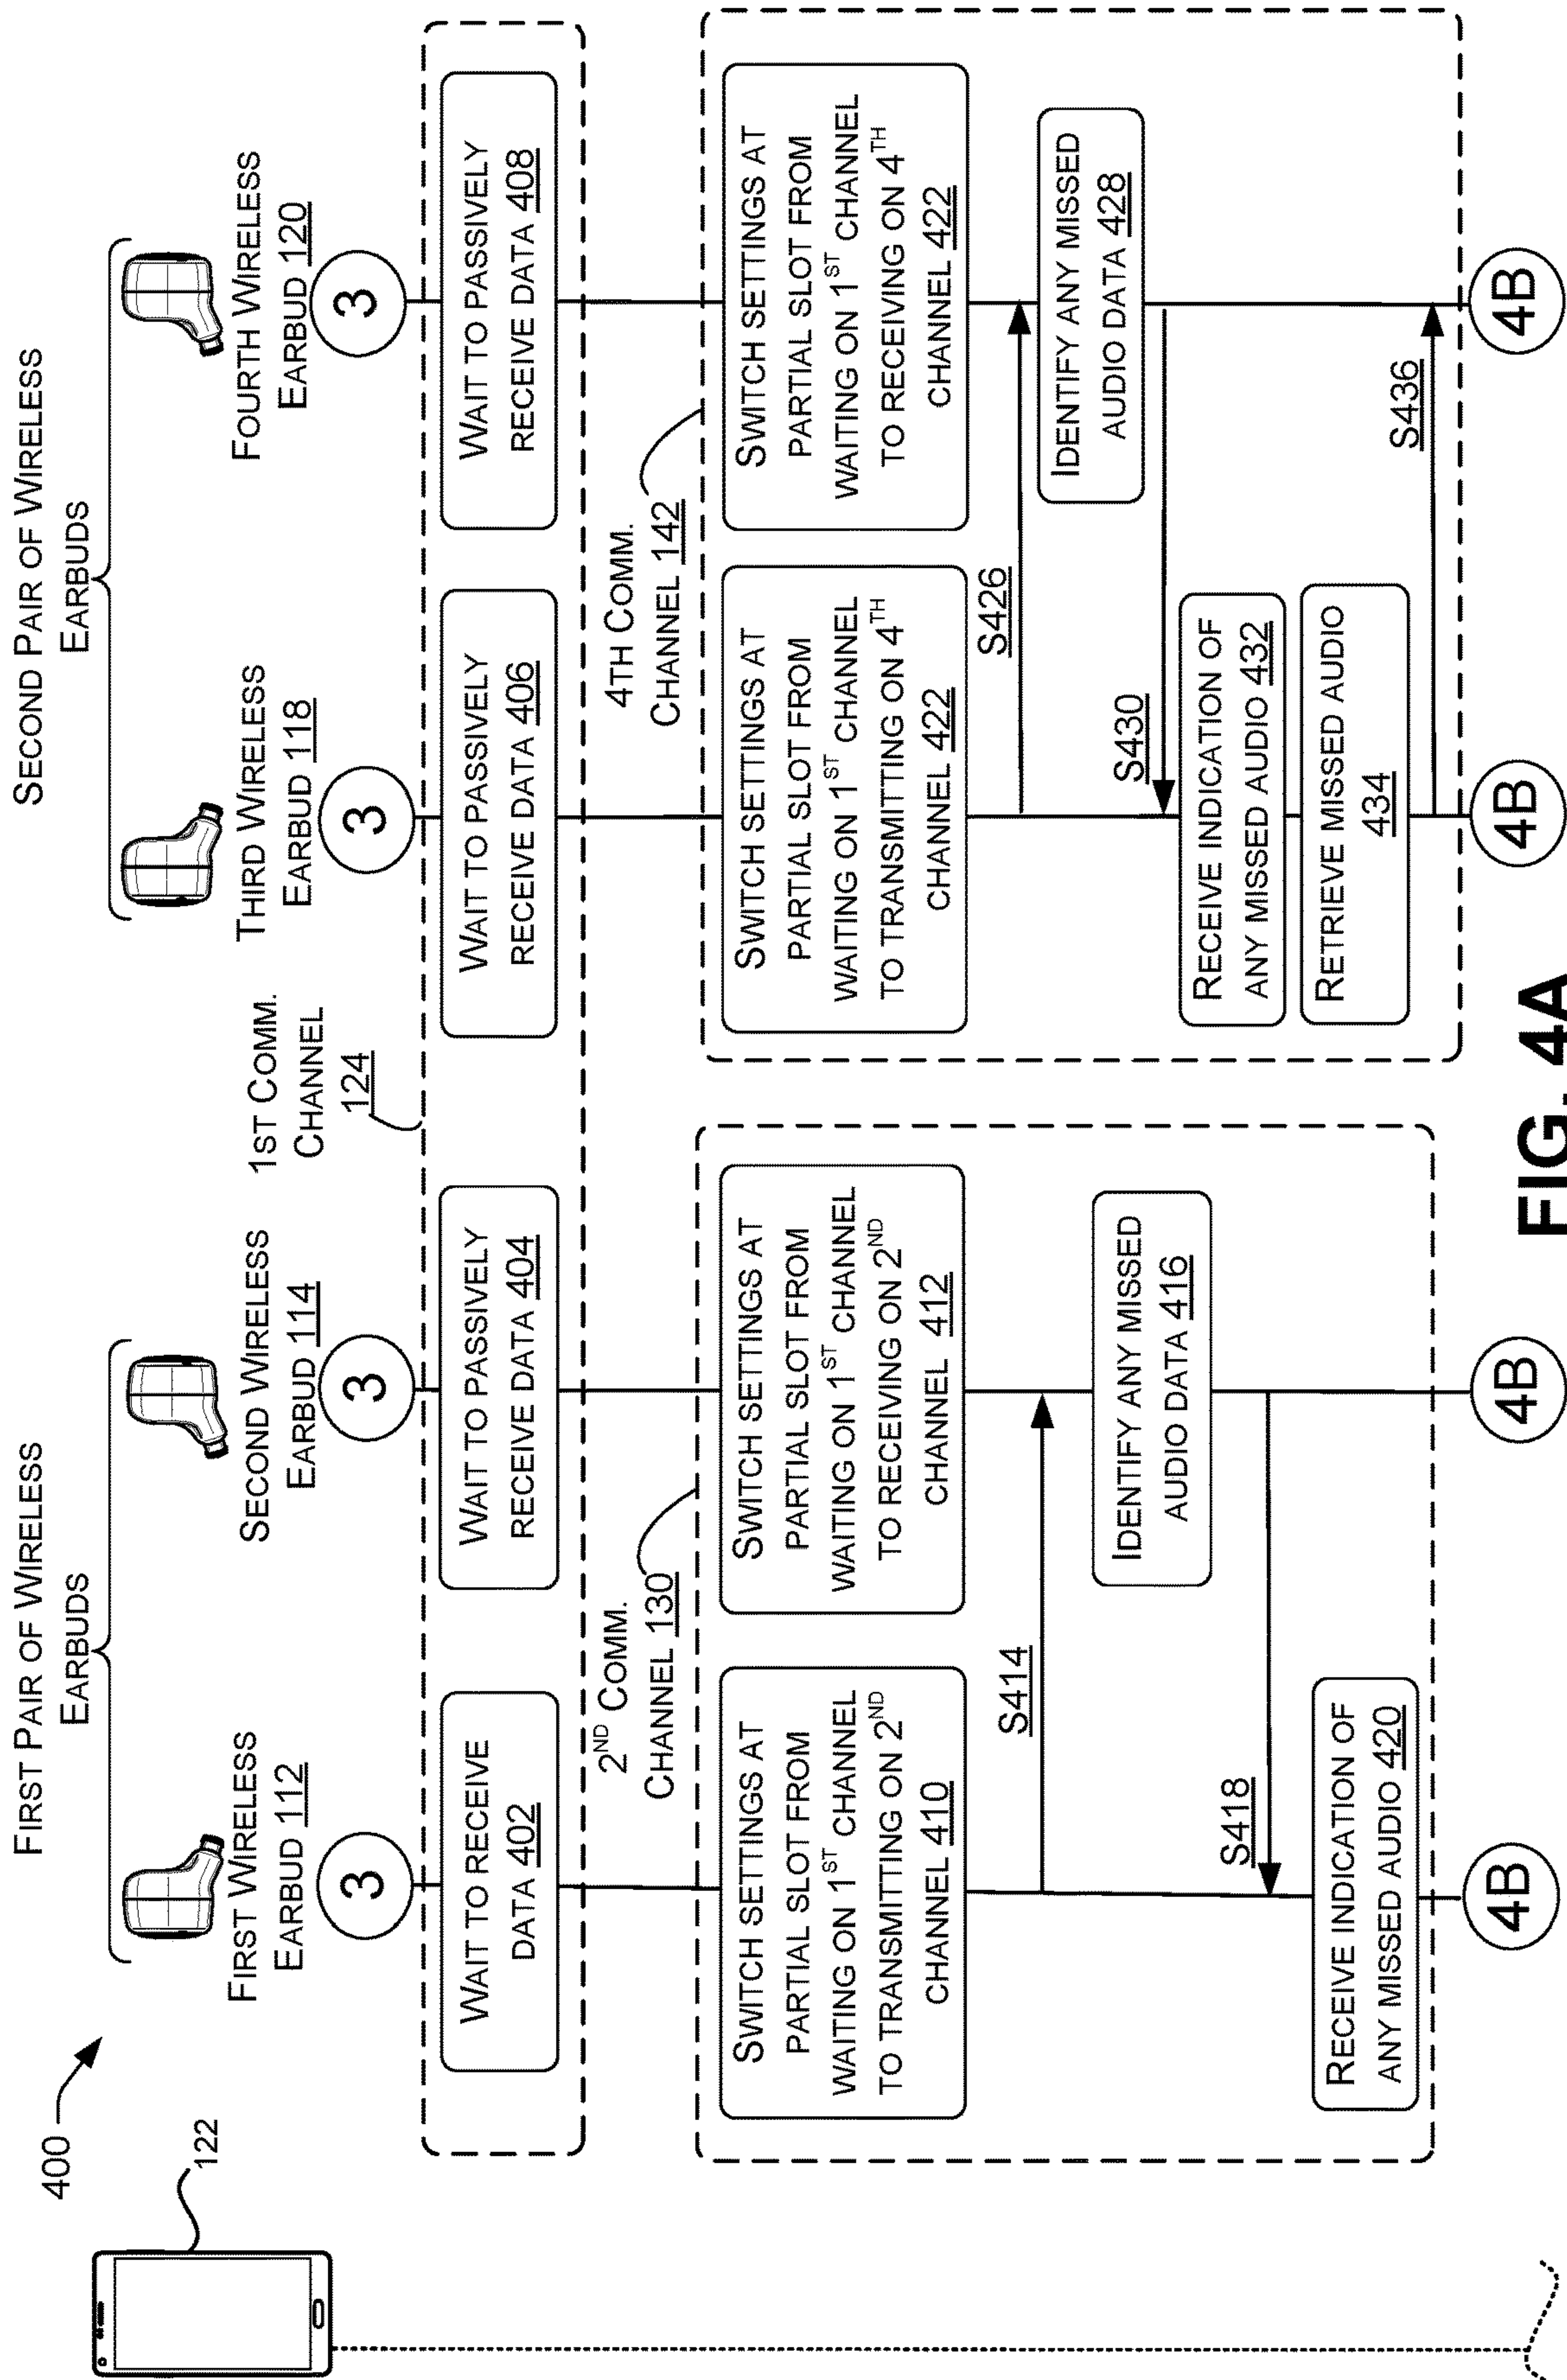 400
122
FIRST PAIR OF WIRELESS
EARBUDS
SECOND PAIR OF WIRELESS
EARBUDS
FIRST WIRELESS
EARBUD 112
SECOND WIRELESS
EARBUD 114
THIRD WIRELESS
EARBUD 118
FOURTH WIRELESS
EARBUD 120
3
3
3
3
1ST COMM.
CHANNEL
124
WAIT TO RECEIVE
DATA 402
WAIT TO PASSIVELY
RECEIVE DATA 404
WAIT TO PASSIVELY
RECEIVE DATA 406
WAIT TO PASSIVELY
RECEIVE DATA 408
2ND COMM.
CHANNEL 130
4TH COMM.
CHANNEL 142
SWITCH SETTINGS AT
PARTIAL SLOT FROM
WAITING ON 1ST CHANNEL
TO TRANSMITTING ON 2ND
CHANNEL 410
SWITCH SETTINGS AT
PARTIAL SLOT FROM
WAITING ON 1ST CHANNEL
TO RECEIVING ON 2ND
CHANNEL 412
SWITCH SETTINGS AT
PARTIAL SLOT FROM
WAITING ON 1ST CHANNEL
TO TRANSMITTING ON 4TH
CHANNEL 422
SWITCH SETTINGS AT
PARTIAL SLOT FROM
WAITING ON 1ST CHANNEL
TO RECEIVING ON 4TH
CHANNEL 422
S414
S426
IDENTIFY ANY MISSED
AUDIO DATA 416
IDENTIFY ANY MISSED
AUDIO DATA 428
S418
S430
RECEIVE INDICATION OF
ANY MISSED AUDIO 420
RECEIVE INDICATION OF
ANY MISSED AUDIO 432
RETRIEVE MISSED AUDIO
434
S436
4B
4B
4B
4B
FIG. 4A